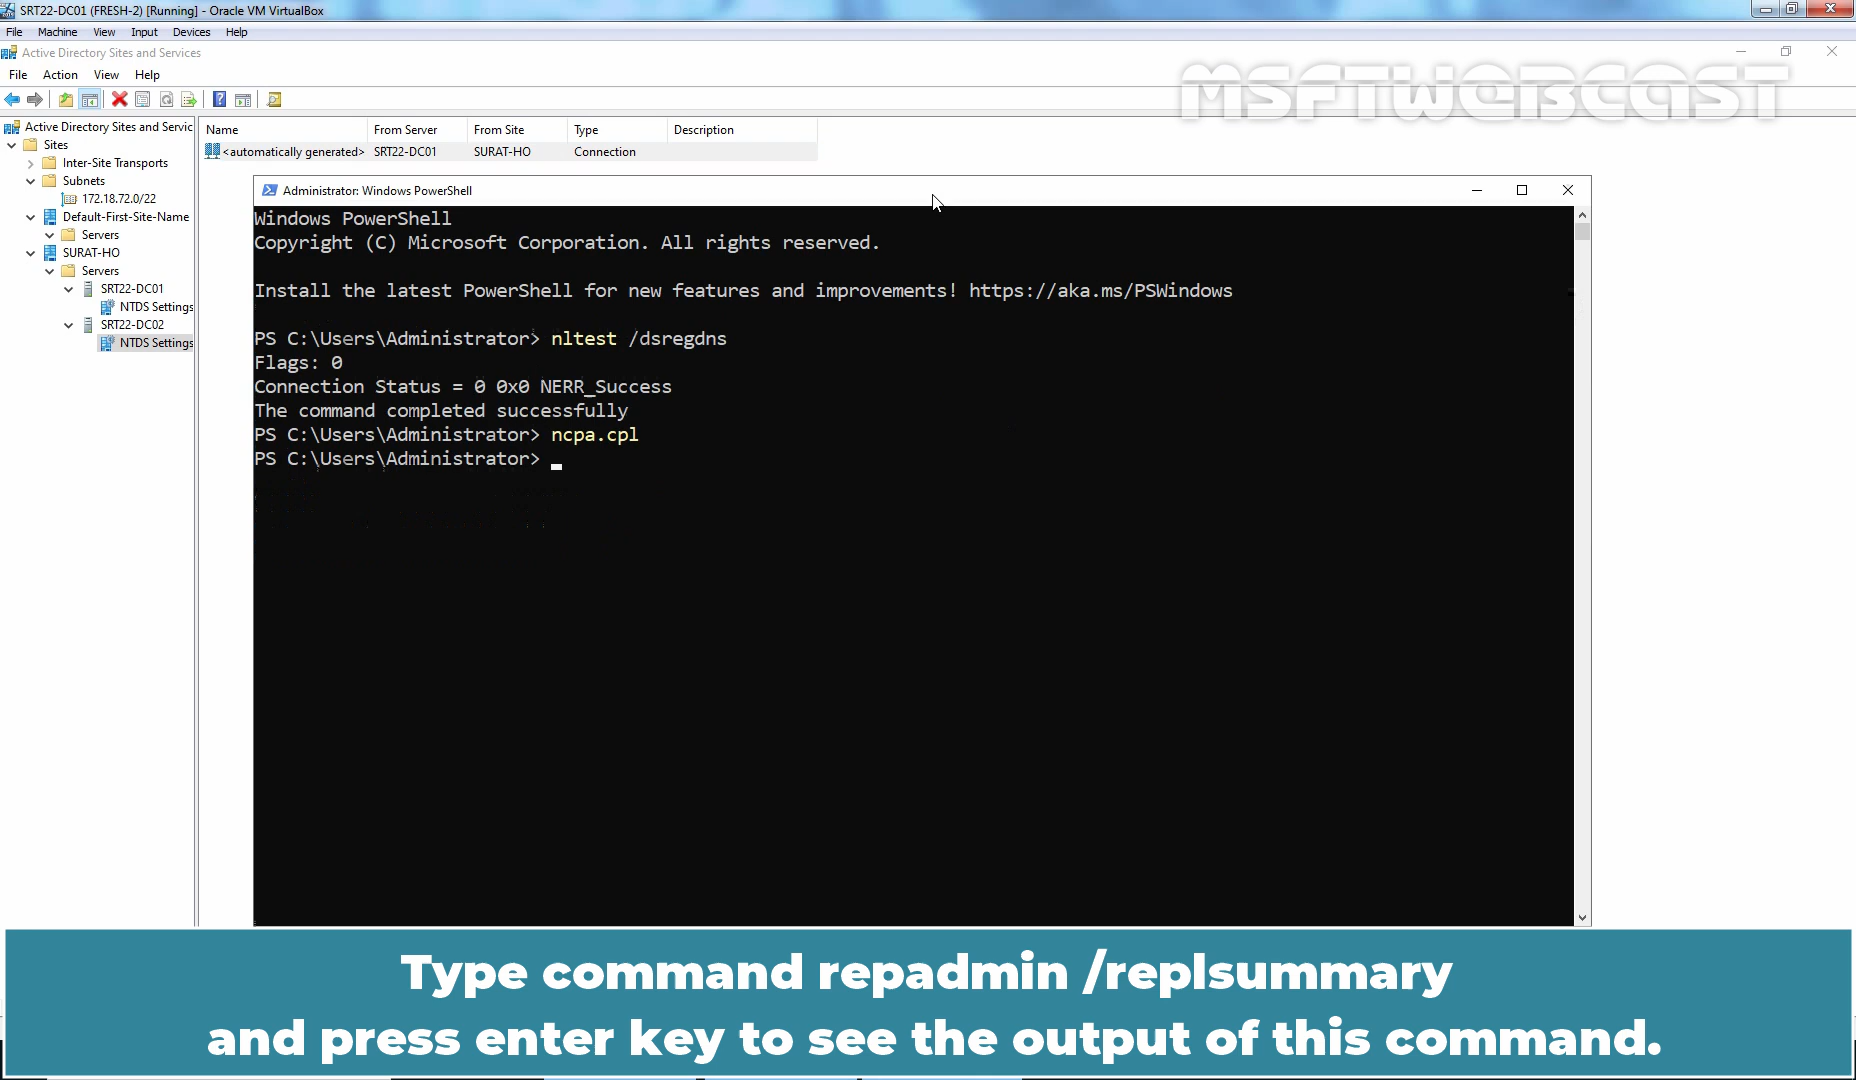 SRT22-DC01 (FRESH-2) [Running] - Oracle VM VirtualBox
File Machine View Input Devices Help
Active Directory Sites and Services
File Action View Help
MSFTWEBCAST
Active Directory Sites and Servic
Sites
Inter-Site Transports
Subnets
172.18.72.0/22
Default-First-Site-Name
Servers
SURAT-HO
Servers
SRT22-DC01
NTDS Settings
SRT22-DC02
NTDS Settings
Name From Server From Site Type Description
<automatically generated> SRT22-DC01 SURAT-HO Connection
Administrator: Windows PowerShell
Windows PowerShell
Copyright (C) Microsoft Corporation. All rights reserved.
Install the latest PowerShell for new features and improvements! https://aka.ms/PSWindows
PS C:\Users\Administrator> nltest /dsregdns
Flags: 0
Connection Status = 0 0x0 NERR_Success
The command completed successfully
PS C:\Users\Administrator> ncpa.cpl
PS C:\Users\Administrator>
Type command repadmin /replsummary
and press enter key to see the output of this command.